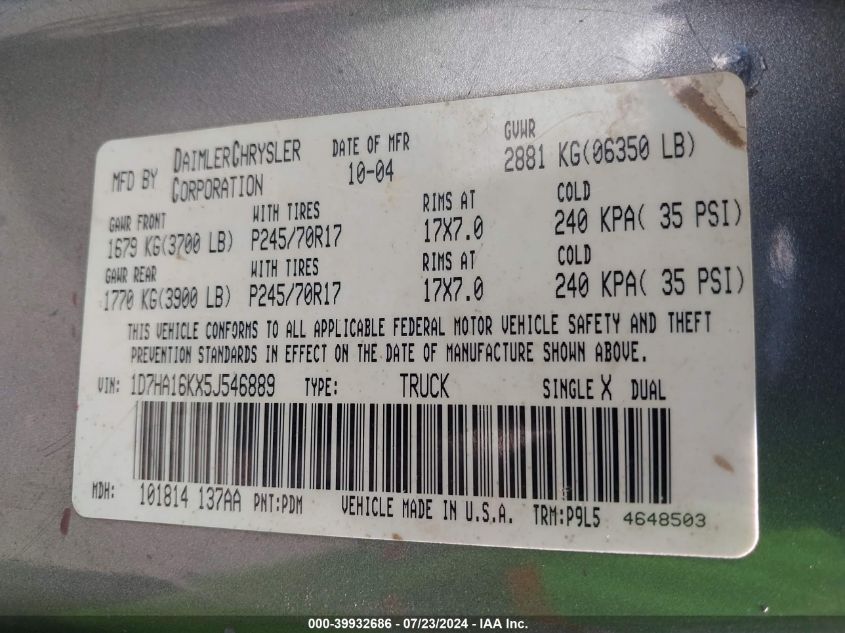 MFD BY DAIMLERCHRYSLER CORPORATION
DATE OF MFR 10-04
GVWR 2881 KG(06350 LB)
GAWR FRONT WITH TIRES RIMS AT COLD
1679 KG(3700 LB) P245/70R17 17X7.0 240 KPA( 35 PSI)
GAWR REAR WITH TIRES RIMS AT COLD
1770 KG(3900 LB) P245/70R17 17X7.0 240 KPA( 35 PSI)
THIS VEHICLE CONFORMS TO ALL APPLICABLE FEDERAL MOTOR VEHICLE SAFETY AND THEFT
PREVENTION STANDARDS IN EFFECT ON THE DATE OF MANUFACTURE SHOWN ABOVE.
VIN: 1D7HA16KX5J546889 TYPE: TRUCK SINGLE X DUAL
MDH: 101814 137AA PNT:PDM VEHICLE MADE IN U.S.A. TRM:P9L5 4648503
000-39932686 / 07/23/2024 - IAA Inc.